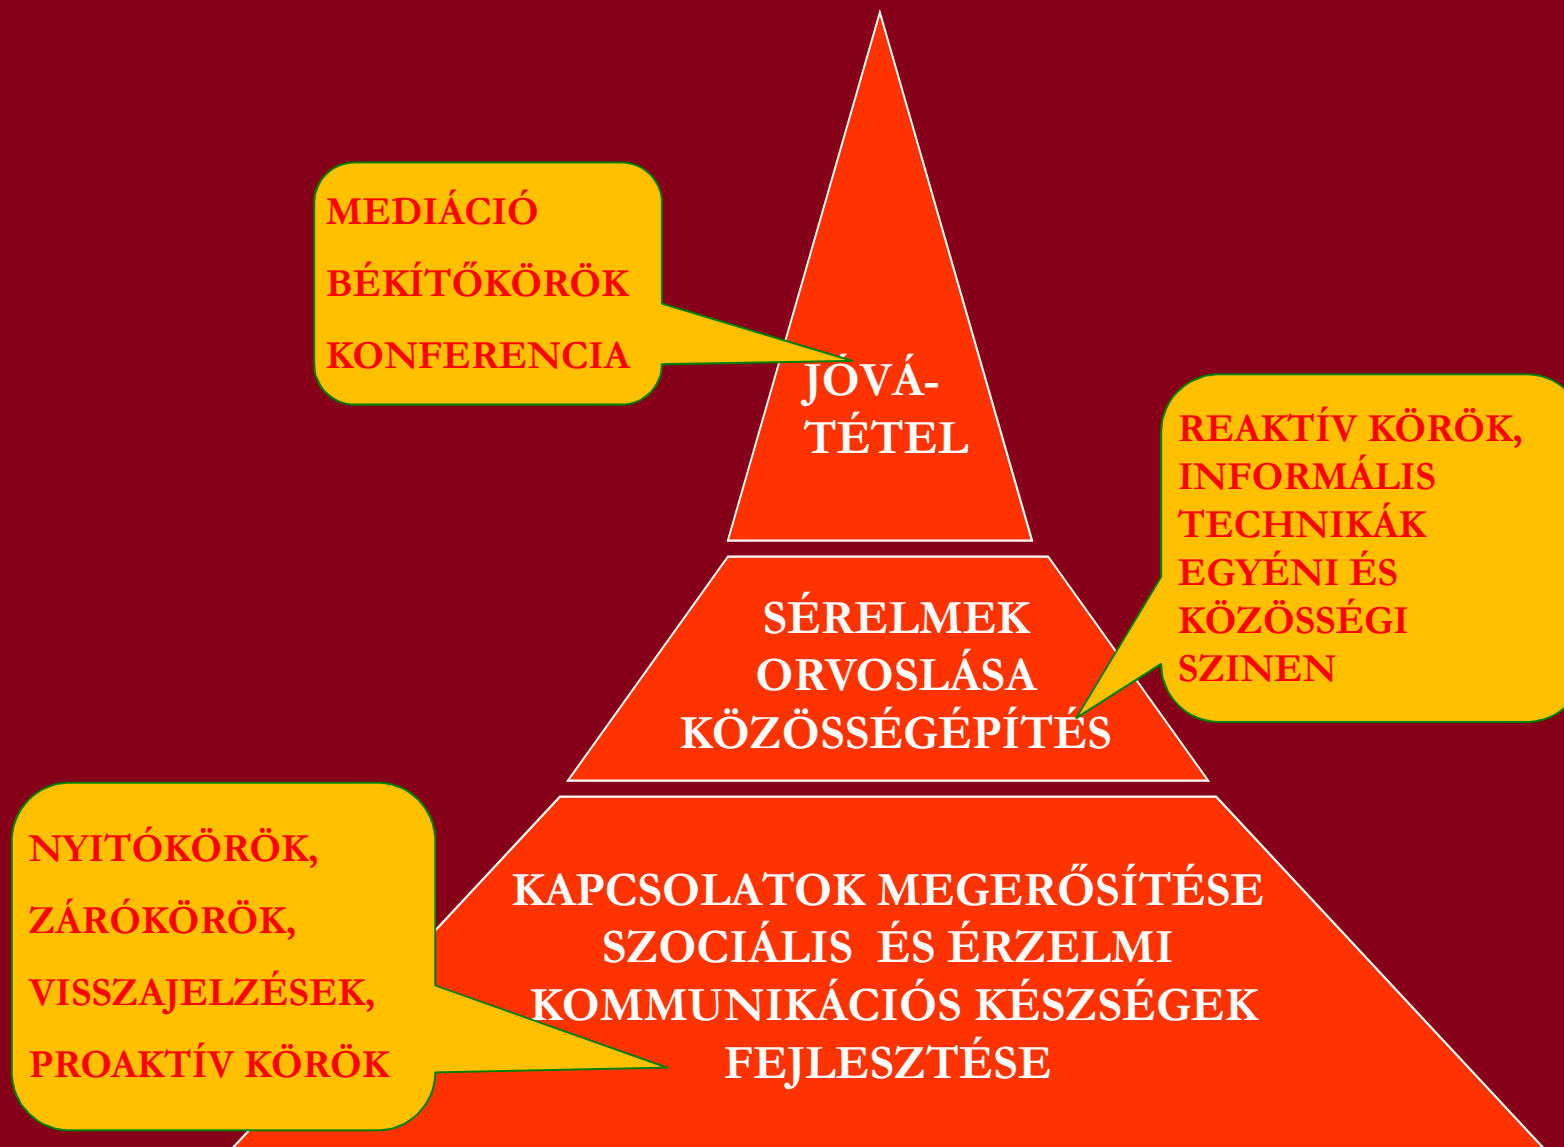 MEDIÁCIÓ
BÉKÍTŐKÖRÖK
KONFERENCIA
JÓVÁ-
TÉTEL
REAKTÍV KÖRÖK,
INFORMÁLIS
TECHNIKÁK
EGYÉNI ÉS
KÖZÖSSÉGI
SZINEN
SÉRELMEK
ORVOSLÁSA
KÖZÖSSÉGÉPÍTÉS
NYITÓKÖRÖK,
ZÁRÓKÖRÖK,
VISSZAJELZÉSEK,
PROAKTÍV KÖRÖK
KAPCSOLATOK MEGERŐSÍTÉSE
SZOCIÁLIS  ÉS ÉRZELMI
KOMMUNIKÁCIÓS KÉSZSÉGEK
FEJLESZTÉSE